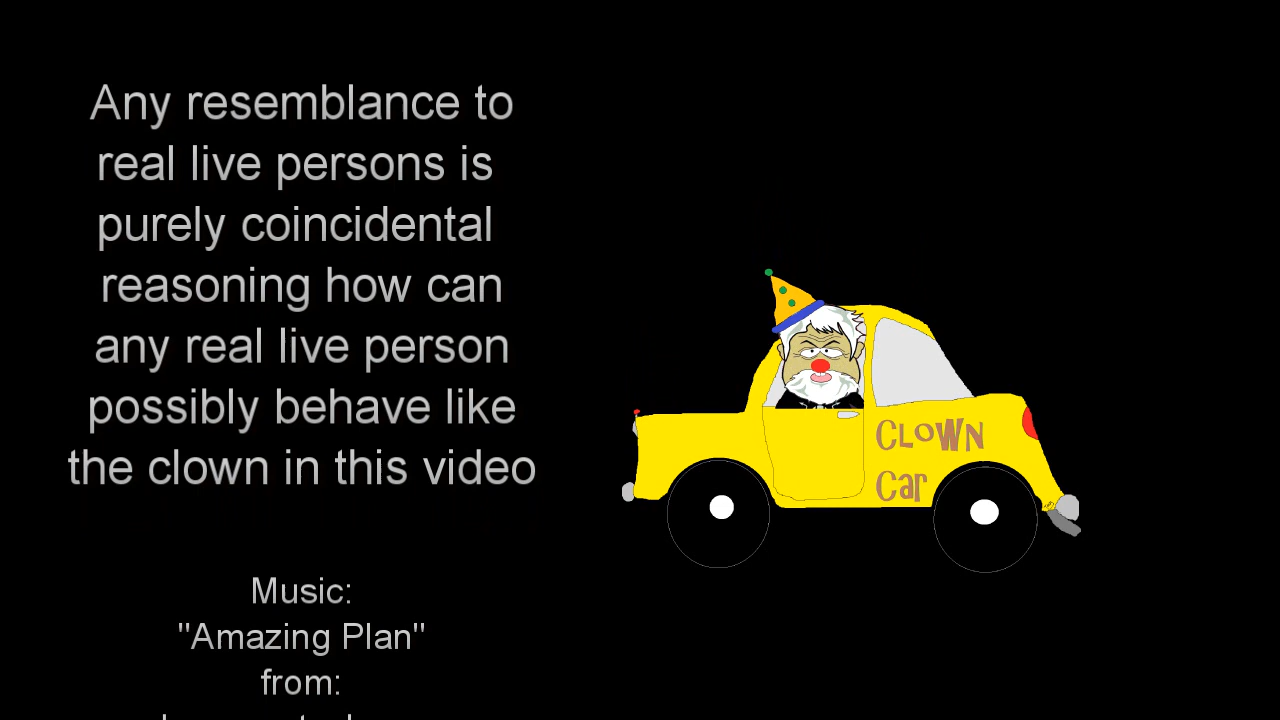 Any resemblance to
real live persons is
purely coincidental
reasoning how can
any real live person
possibly behave like
the clown in this video
Music:
"Amazing Plan"
from:
CLOWN
Car